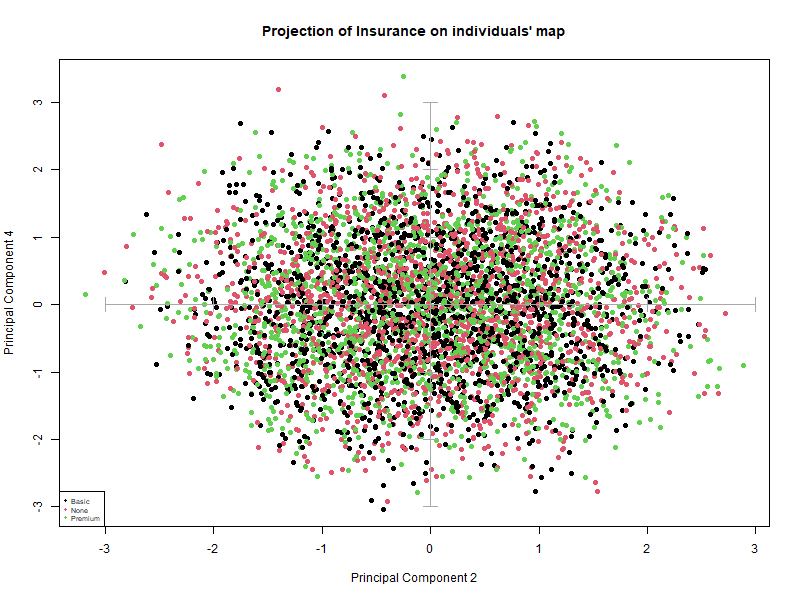 Projection of Insurance on individuals' map
Principal Component 4
3
2
1
0
-1
-2
-3
Basic
None
Premium
-3
-2
-1
0
1
2
3
Principal Component 2